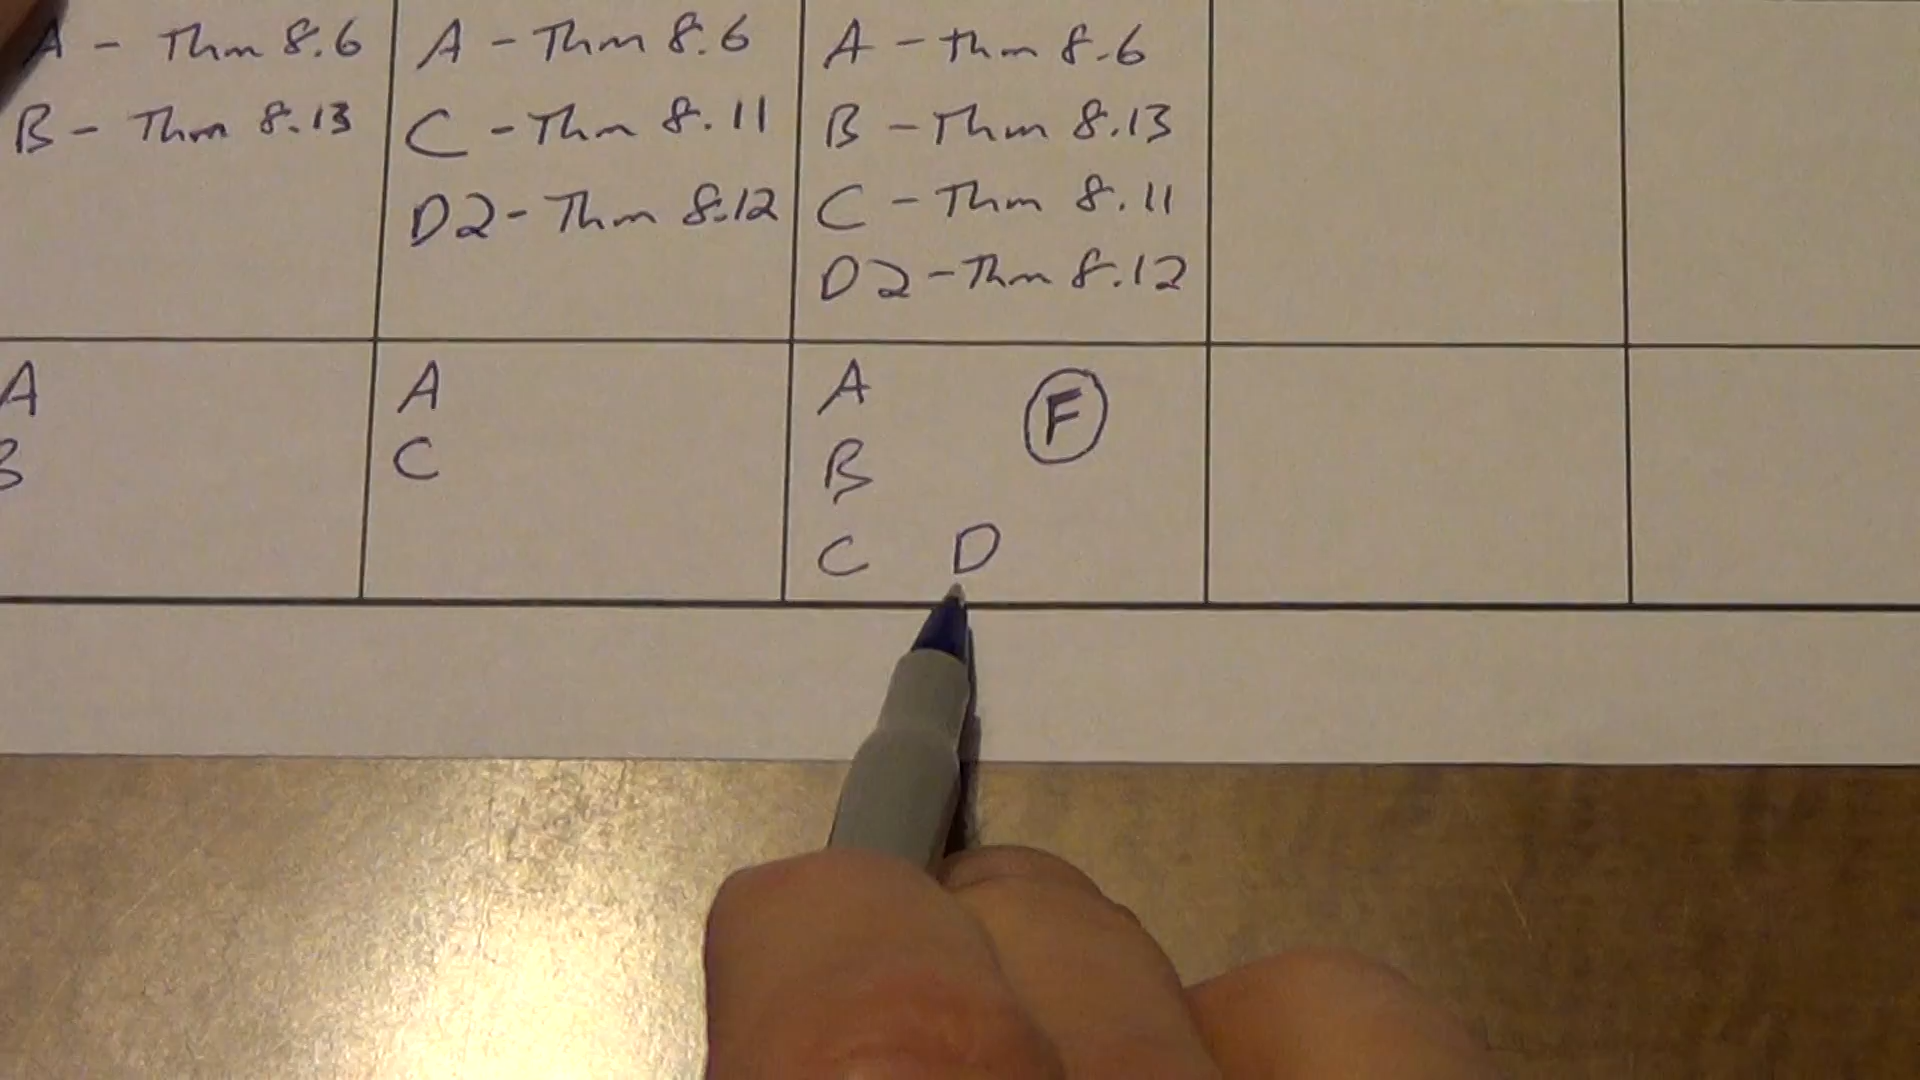 A - Thm 8.6
B - Thm 8.13
A - Thm 8.6
C - Thm 8.11
D2 - Thm 8.12
A - thm 8.6
B - Thm 8.13
C - Thm 8.11
D2 - Thm 8.12
A
B
A
C
A
F
B
C D